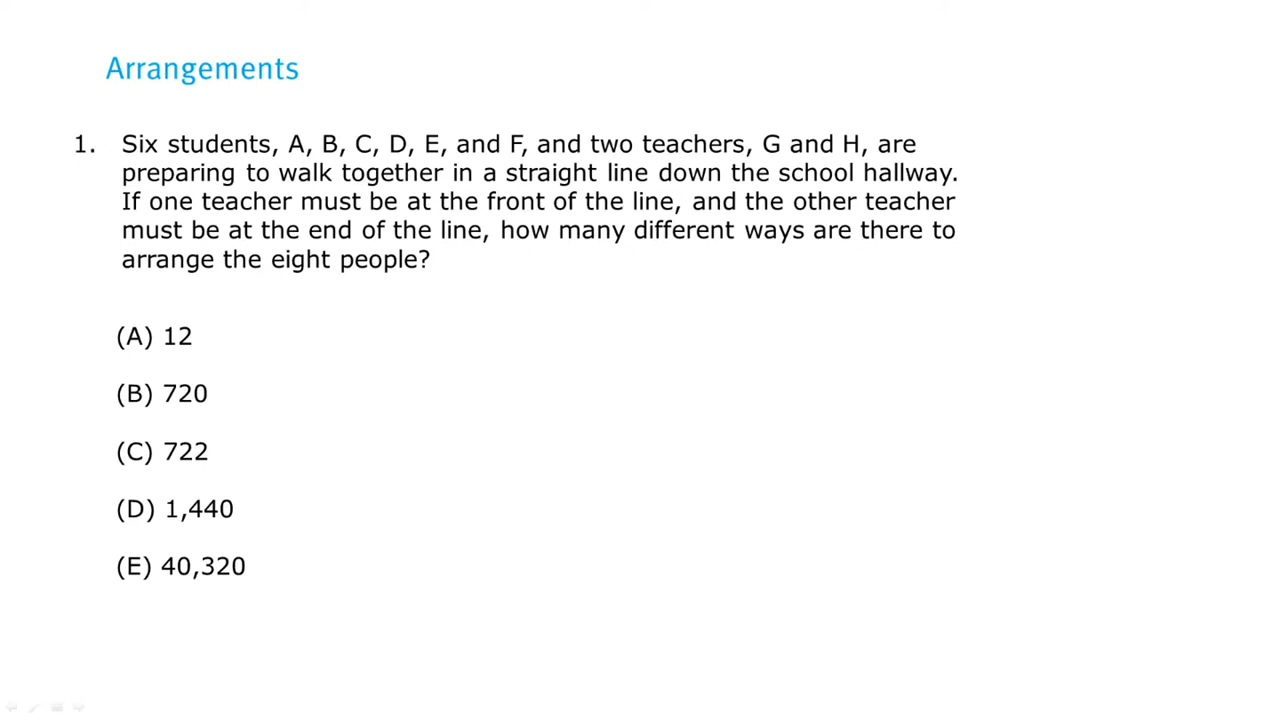 Arrangements
1. Six students, A, B, C, D, E, and F, and two teachers, G and H, are
preparing to walk together in a straight line down the school hallway.
If one teacher must be at the front of the line, and the other teacher
must be at the end of the line, how many different ways are there to
arrange the eight people?
(A) 12
(B) 720
(C) 722
(D) 1,440
(E) 40,320